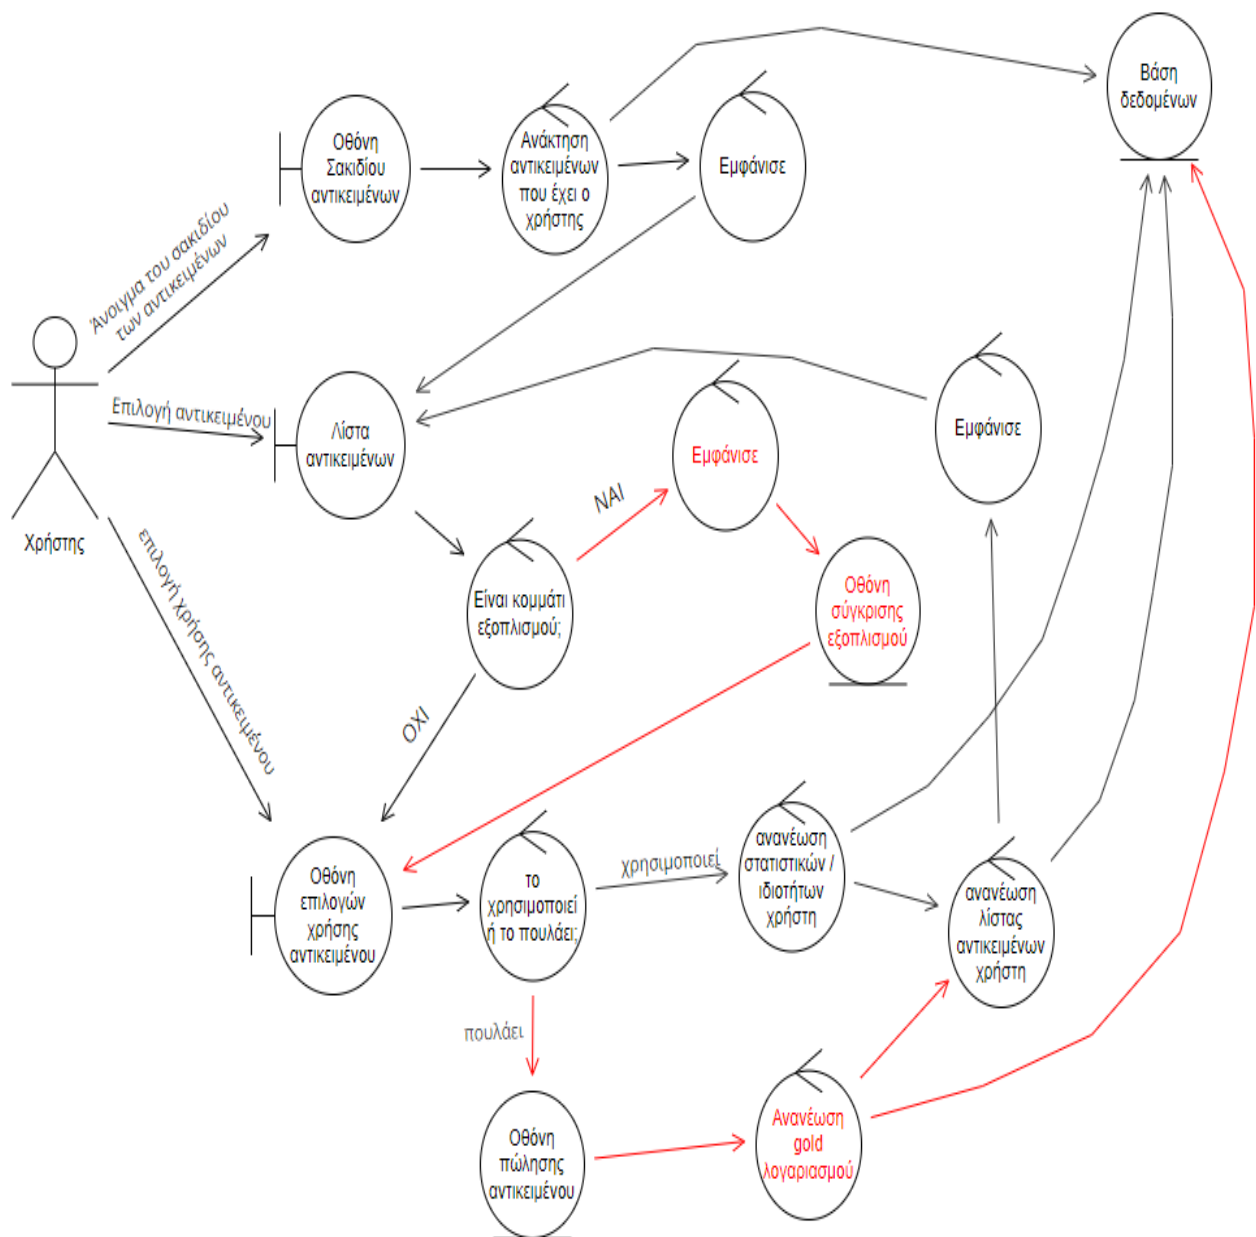 Βάση
δεδομένων
Οθόνη
Σακιδίου
αντικειμένων
Ανάκτηση
αντικειμένων
που έχει ο
χρήστης
Εμφάνισε
Άνοιγμα του σακιδίου
των αντικειμένων
Επιλογή αντικειμένου
Λίστα
αντικειμένων
Εμφάνισε
Εμφάνισε
Χρήστης
ΝΑΙ
επιλογή χρήσης αντικειμένου
Είναι κομμάτι
εξοπλισμού;
Οθόνη
σύγκρισης
εξοπλισμού
ΟΧΙ
Οθόνη
επιλογών
χρήσης
αντικειμένου
το
χρησιμοποιεί
ή το πουλάει;
χρησιμοποιεί
ανανέωση
στατιστικών /
ιδιοτήτων
χρήστη
ανανέωση
λίστας
αντικειμένων
χρήστη
πουλάει
Οθόνη
πώλησης
αντικειμένου
Ανανέωση
gold
λογαριασμού